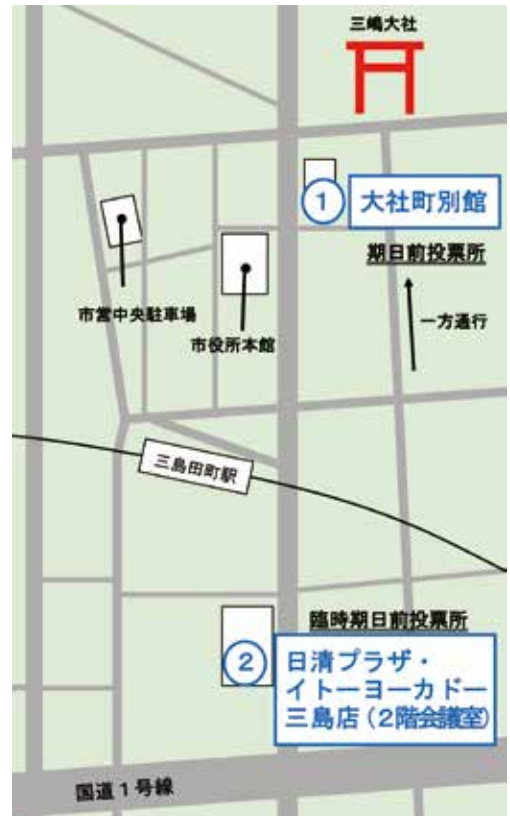 三嶋大社
①
大社町別館
期日前投票所
市営中央駐車場
市役所本館
一方通行
三島田町駅
臨時期日前投票所
②
日清プラザ・
イトーヨーカドー
三島店（2階会議室）
国道1号線